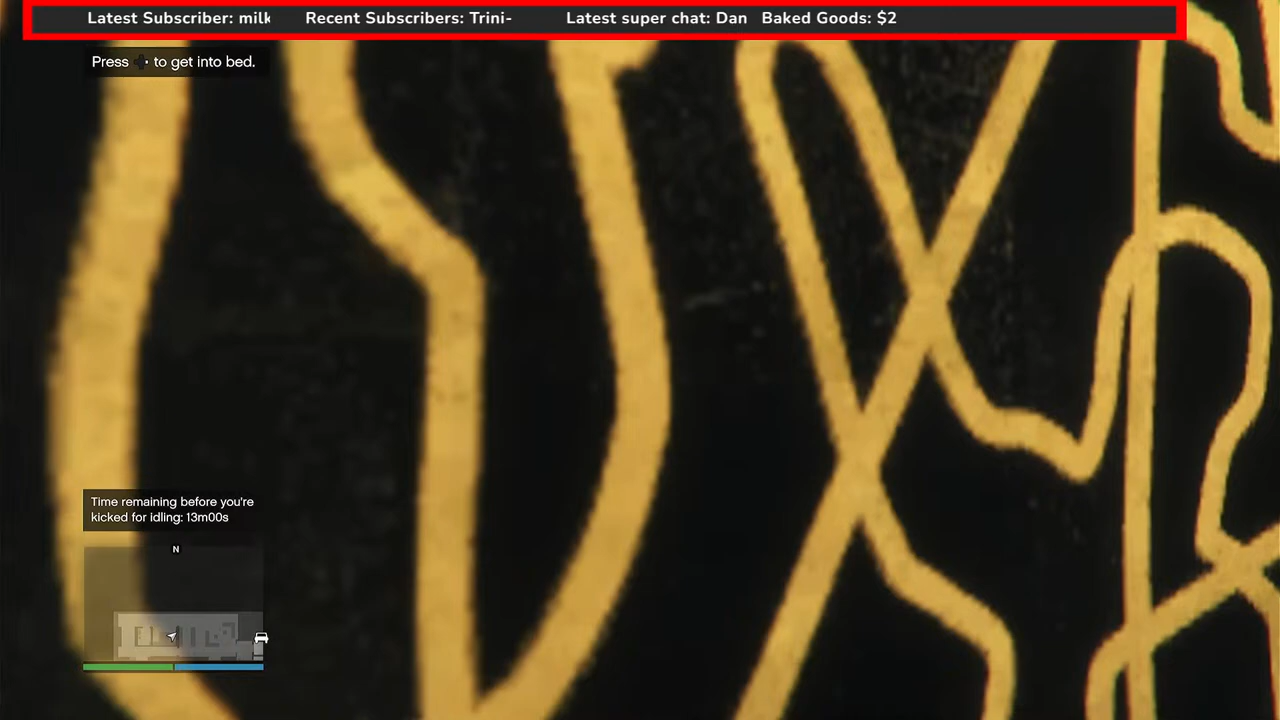 Latest Subscriber: milk Recent Subscribers: Trini- Latest super chat: Dan Baked Goods: $2
Press to get into bed.
Time remaining before you're
kicked for idling: 13m00s
N